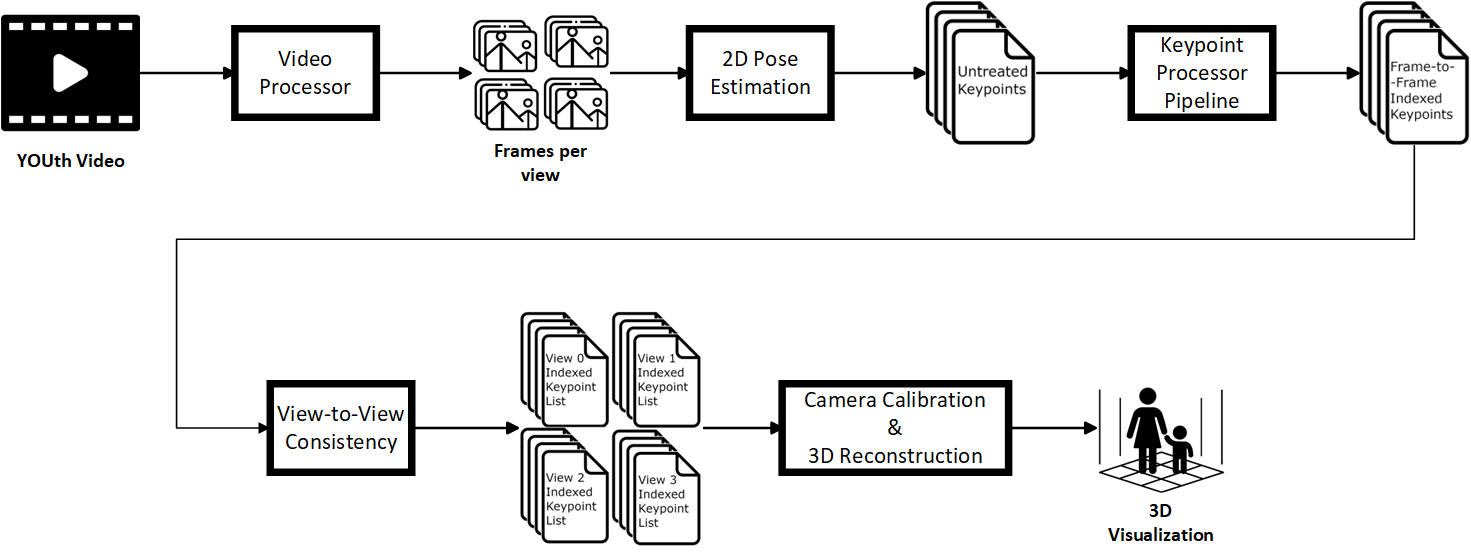 Video
Processor
2D Pose
Estimation
Untreated
Keypoints
Keypoint
Processor
Pipeline
Frame-to-
-Frame
Indexed
Keypoints
YOUth Video
Frames per
view
View-to-View
Consistency
View 0
Indexed
Keypoint
List
View 1
Indexed
Keypoint
List
View 2
Indexed
Keypoint
List
View 3
Indexed
Keypoint
List
Camera Calibration
&
3D Reconstruction
3D
Visualization